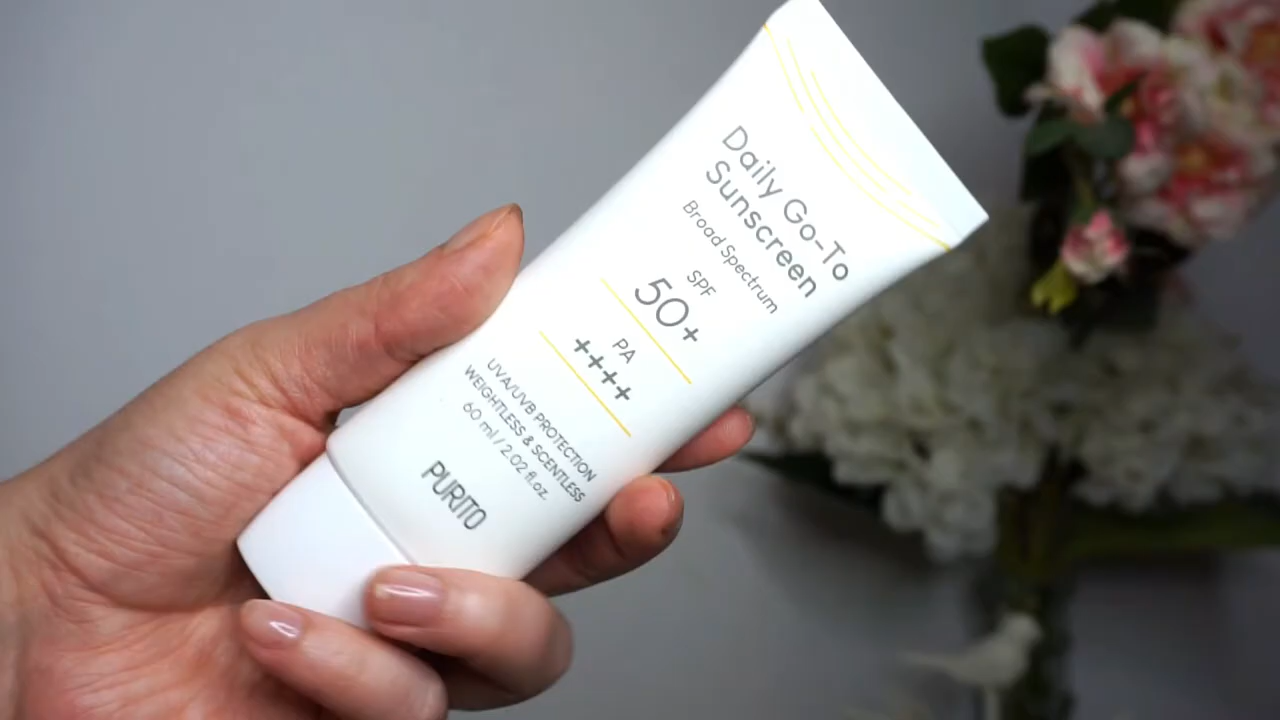 Daily Go-To
Sunscreen
Broad Spectrum
SPF
50+
PA
++++
UVA/UVB PROTECTION
WEIGHTLESS & SCENTLESS
60 ml / 2.02 fl.oz.
PURITO